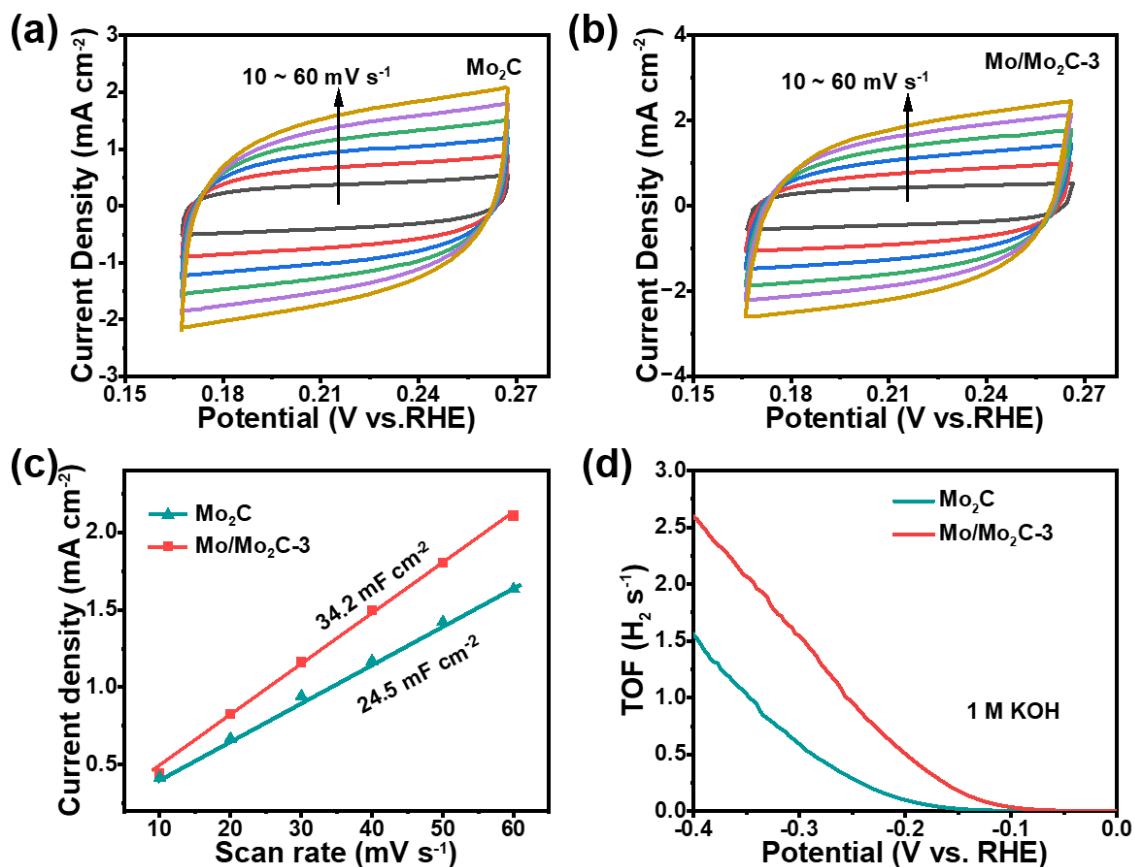 (a)
Current Density (mA cm⁻²)
3
2
1
0
-1
-2
-3
10 ~ 60 mV s⁻¹
Mo₂C
0.15
0.18
0.21
0.24
0.27
Potential (V vs.RHE)
(b)
Current Density (mA cm⁻²)
4
2
0
−2
−4
10 ~ 60 mV s⁻¹
Mo/Mo₂C-3
0.15
0.18
0.21
0.24
0.27
Potential (V vs.RHE)
(c)
Current density (mA cm⁻²)
2.0
1.5
1.0
0.5
Mo₂C
Mo/Mo₂C-3
34.2 mF cm⁻²
24.5 mF cm⁻²
10
20
30
40
50
60
Scan rate (mV s⁻¹)
(d)
TOF (H₂ s⁻¹)
3.0
2.5
2.0
1.5
1.0
0.5
0.0
Mo₂C
Mo/Mo₂C-3
1 M KOH
-0.4
-0.3
-0.2
-0.1
0.0
Potential (V vs. RHE)